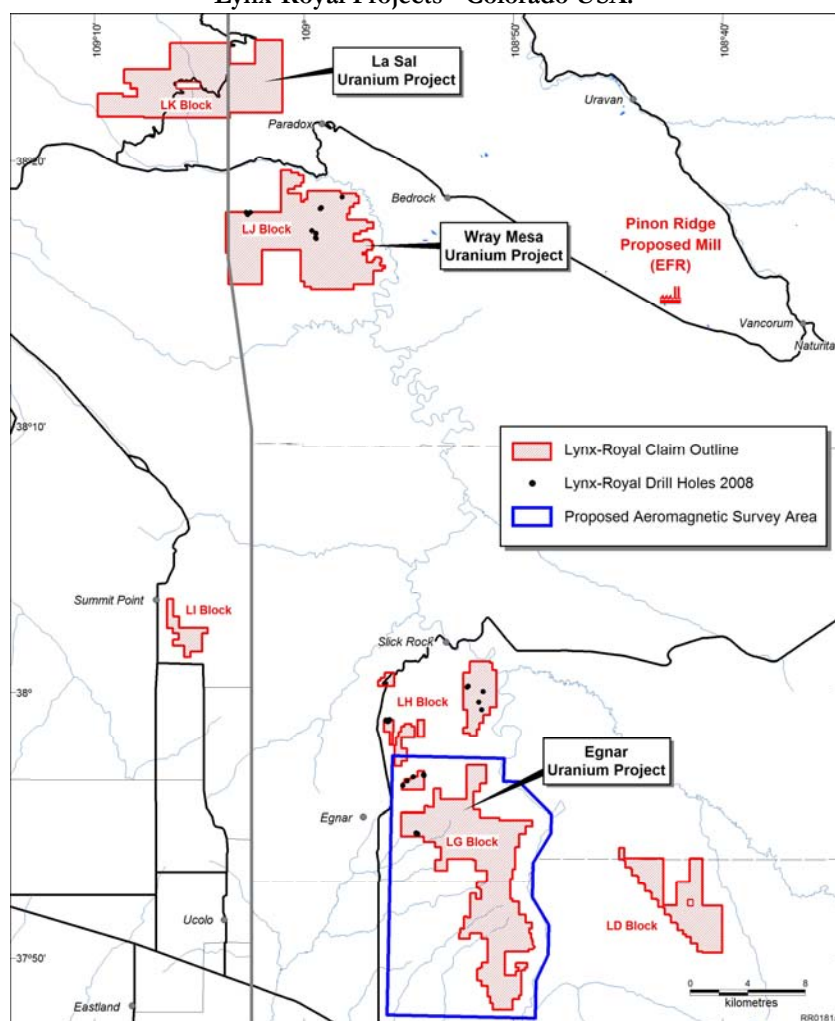 Lynx-Royal Projects - Colorado USA.
109°10'
109°
108°50'
108°40'
La Sal
Uranium Project
LK Block
Uravan
Paradox
38°20'
Bedrock
LJ Block
Wray Mesa
Uranium Project
Pinon Ridge
Proposed Mill
(EFR)
Vancorum
Naturita
38°10'
Lynx-Royal Claim Outline
Lynx-Royal Drill Holes 2008
Proposed Aeromagnetic Survey Area
Summit Point
LI Block
Slick Rock
38°
LH Block
Egnar
Uranium Project
Egnar
LG Block
Ucolo
LD Block
37°50'
0 4 8
kilometres
Eastland